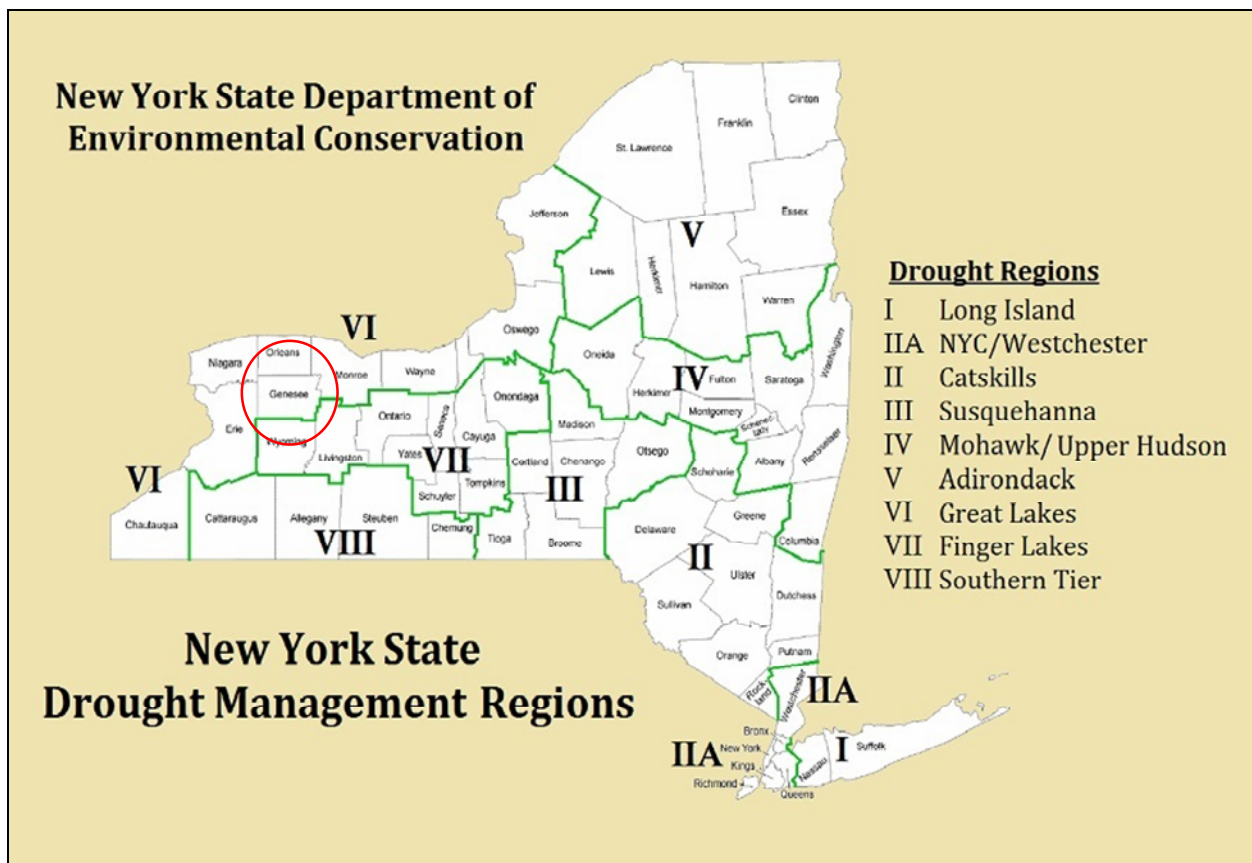 New York State Department of
Environmental Conservation
Clinton
Franklin
St. Lawrence
Essex
Jefferson
V
Lewis
Herkimer
Hamilton
Warren
Washington
VI
Oswego
Oneida
Niagara
Orleans
Monroe
Wayne
Genesee
Herkimer
IV
Fulton
Saratoga
Montgomery
Schenec-
tady
Onondaga
Madison
Ontario
Seneca
Cayuga
Erie
Wyoming
Livingston
Yates
VII
Otsego
Albany
Rensselaer
Schoharie
Cortland
Chenango
III
Tompkins
Schuyler
VI
Chautauqua
Cattaraugus
Allegany
Steuben
VIII
Chemung
Tioga
Broome
Delaware
Greene
Columbia
II
Ulster
Dutchess
Sullivan
Orange
Putnam
Rock
land
Westchester
IIA
Bronx
IIA
New York
Kings
Richmond
Queens
Nassau
I
Suffolk
Drought Regions
I Long Island
IIA NYC/Westchester
II Catskills
III Susquehanna
IV Mohawk/ Upper Hudson
V Adirondack
VI Great Lakes
VII Finger Lakes
VIII Southern Tier
New York State
Drought Management Regions